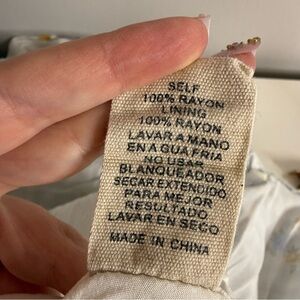 SELF
100% RAYON
LINING
100% RAYON
LAVAR A MANO
EN AGUA FRIA
NO USAR
BLANQUEADOR
SECAR EXTENDIDO
PARA MEJOR
RESULTADO
LAVAR EN SECO
MADE IN CHINA